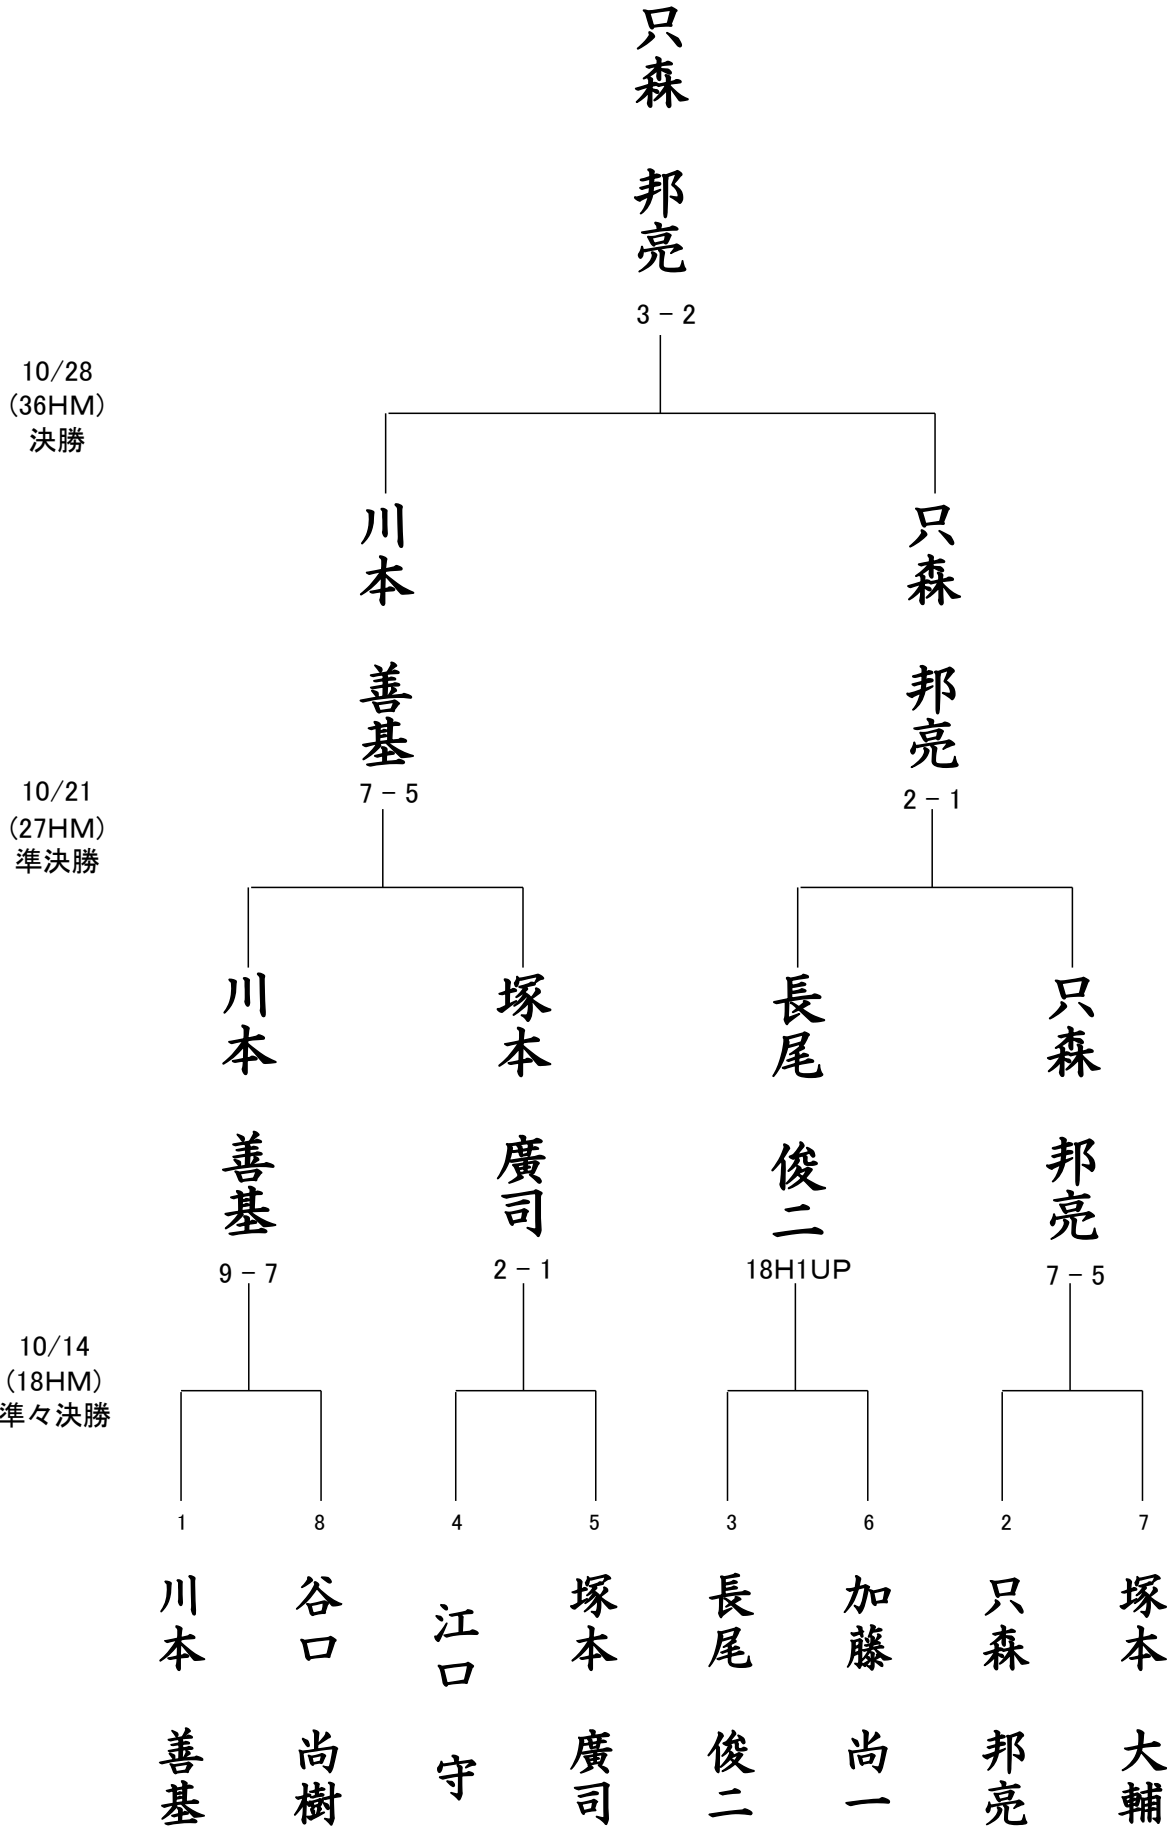 只森 邦亮
3－2
10/28
(36HM)
決勝
川本 善基
只森 邦亮
7－5
2－1
10/21
(27HM)
準決勝
川本 善基
塚本 廣司
長尾 俊二
只森 邦亮
9－7
2－1
18H1UP
7－5
10/14
(18HM)
準々決勝
1
8
4
5
3
6
2
7
川本 善基
谷口 尚樹
江口 守
塚本 廣司
長尾 俊二
加藤 尚一
只森 邦亮
塚本 大輔